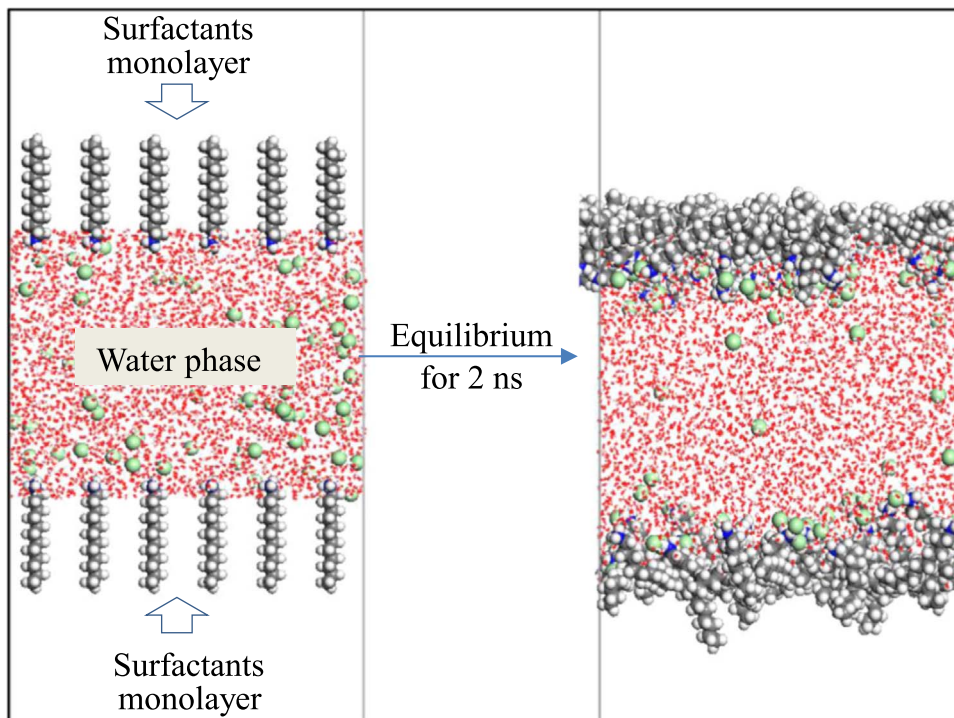 Surfactants
monolayer
Water phase
Equilibrium
for 2 ns
Surfactants
monolayer